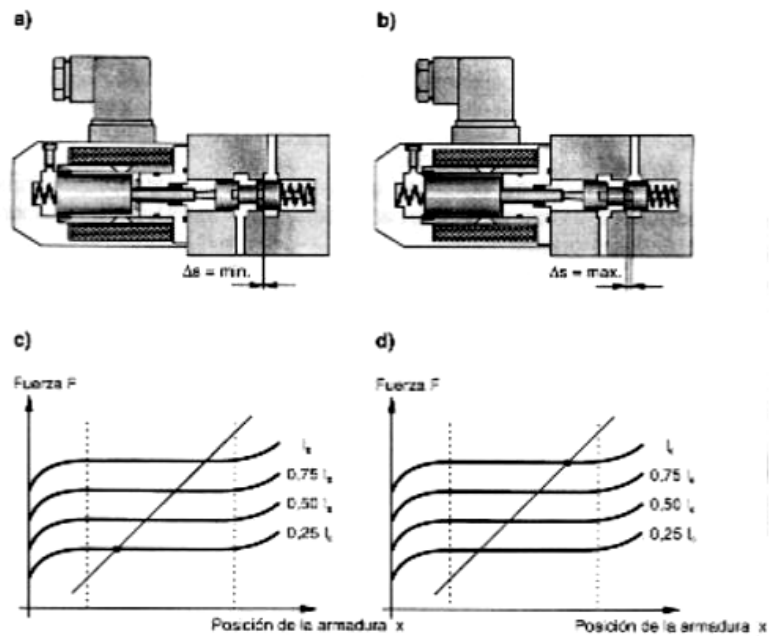 a)
b)
Δs = min.
Δs = max.
c)
d)
Fuerza F
Fuerza F
0,75
0,50
0,25
0,75
0,50
0,25
Posición de la armadura x
Posición de la armadura x